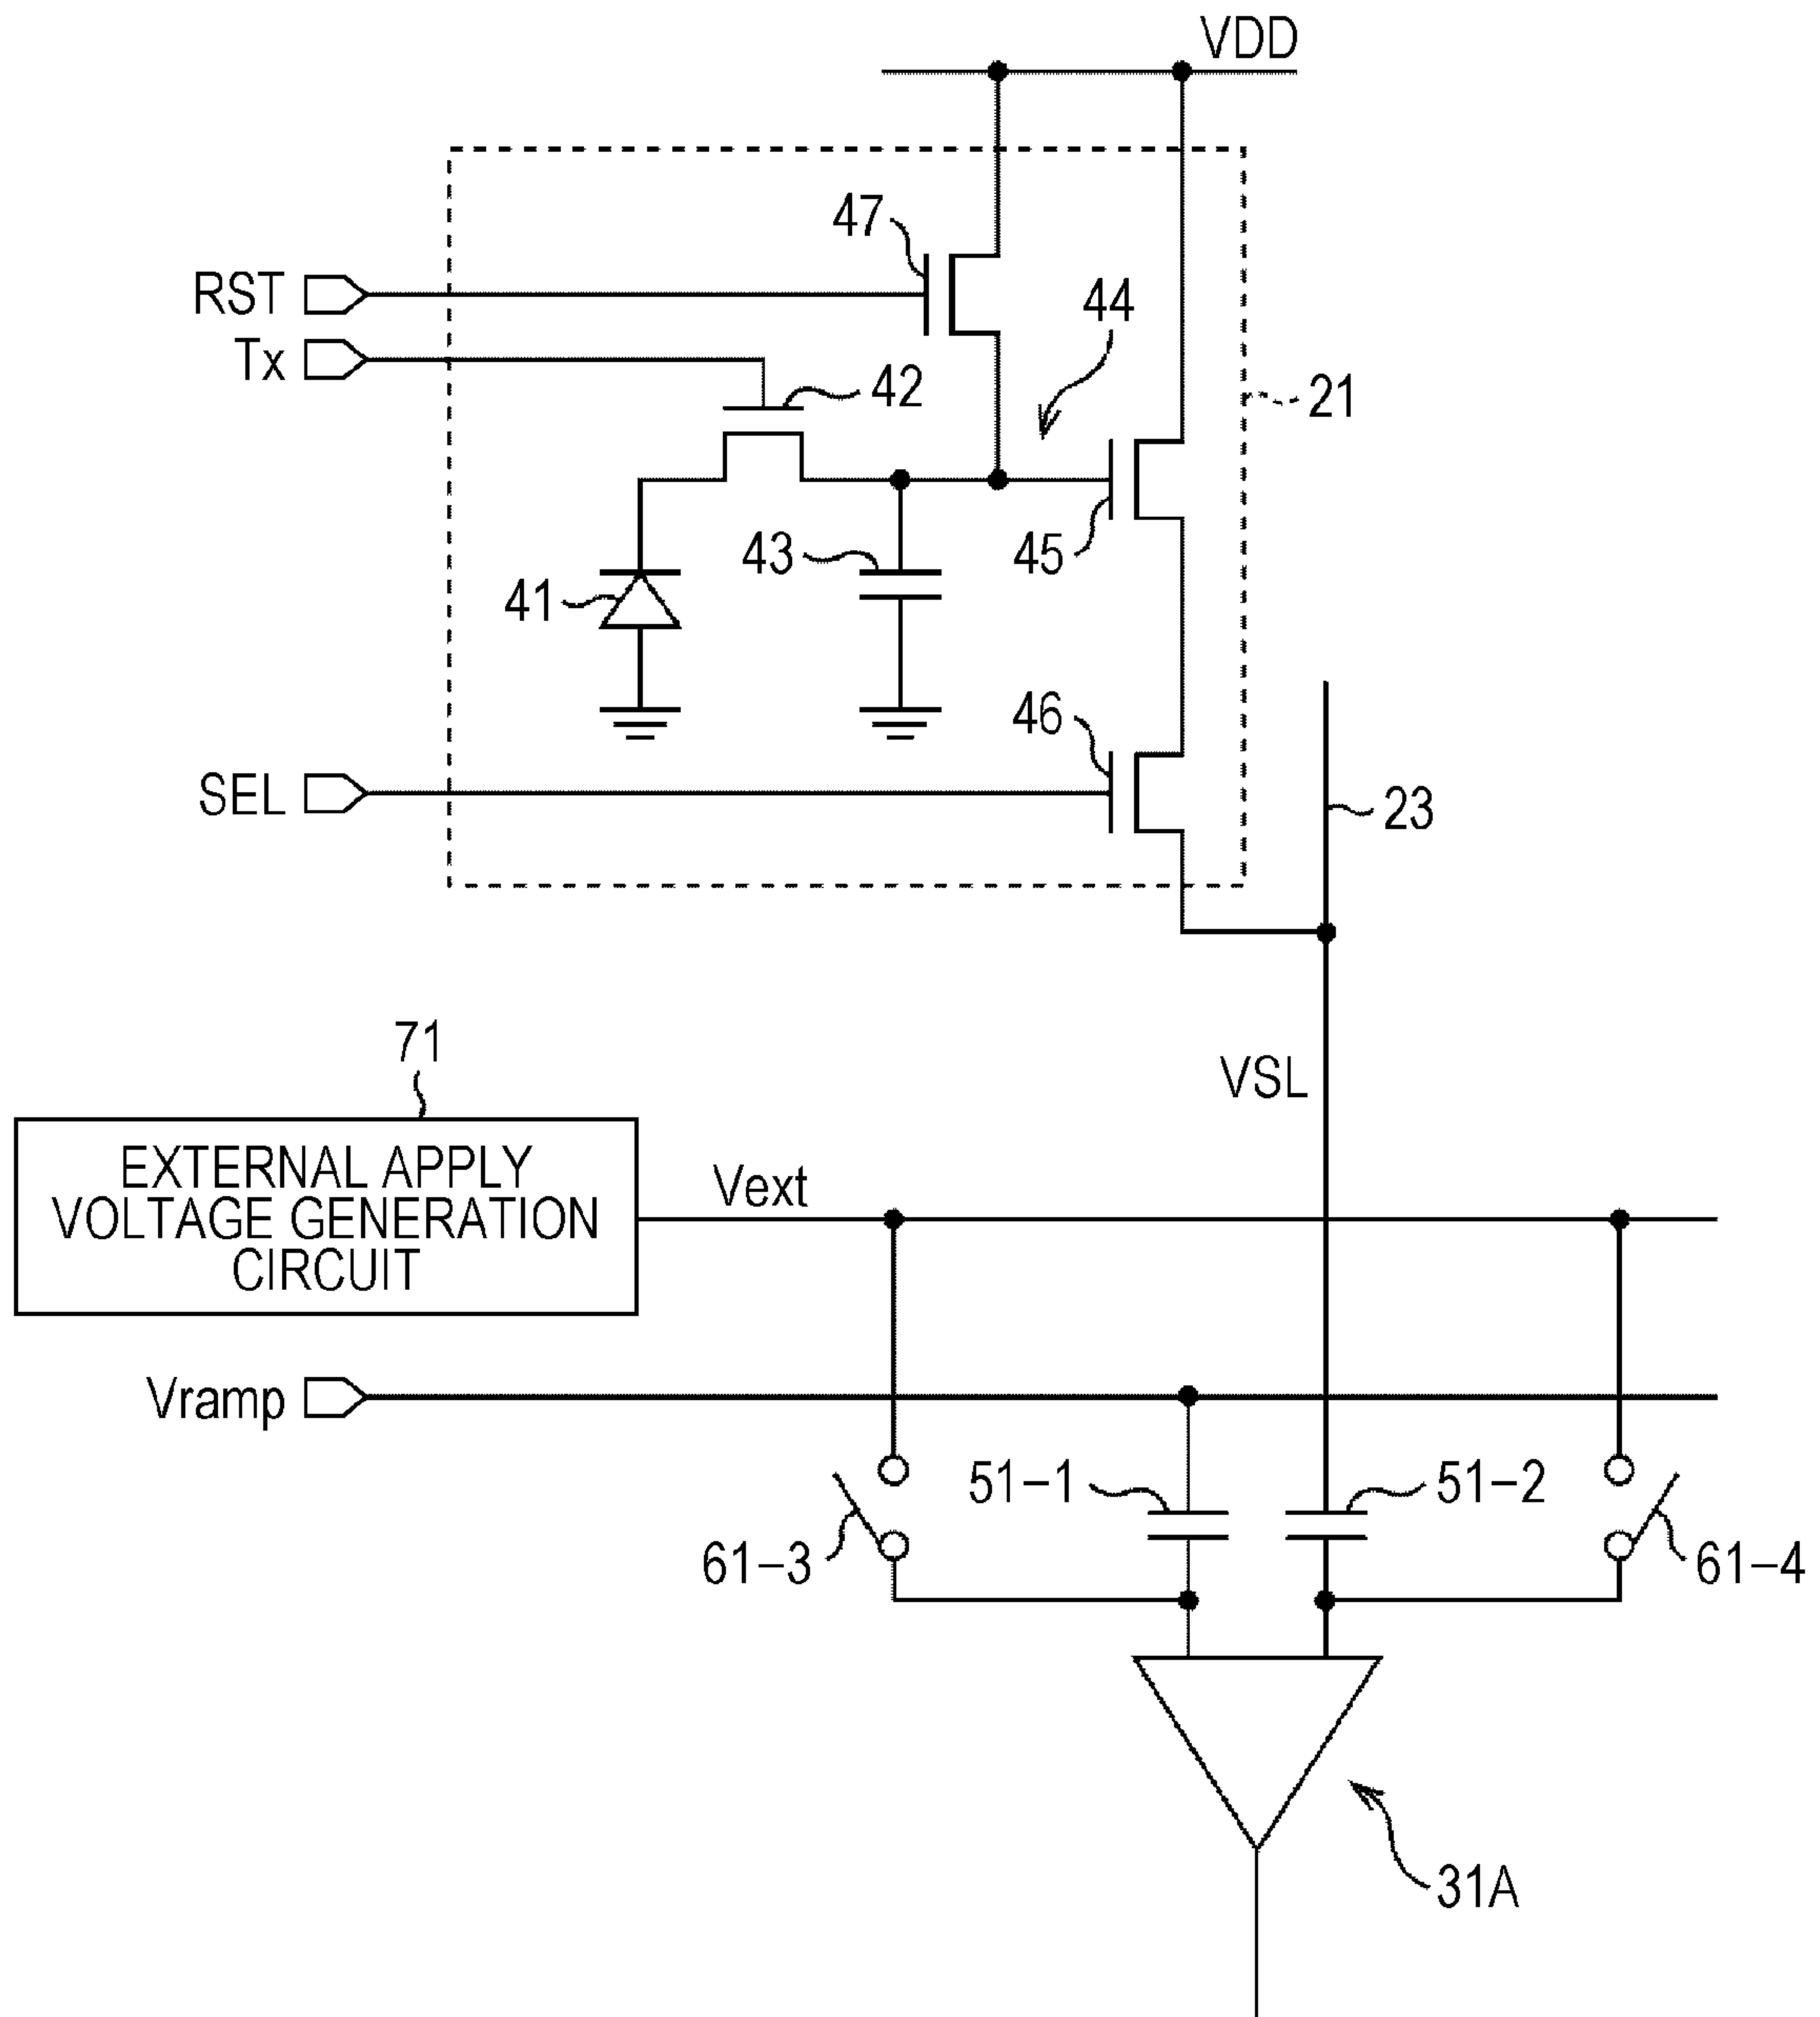 VDD
47
RST
44
Tx
42
21
43
45
41
46
SEL
23
71
VSL
EXTERNAL APPLY
VOLTAGE GENERATION
CIRCUIT
Vext
Vramp
51-1
51-2
61-3
61-4
31A